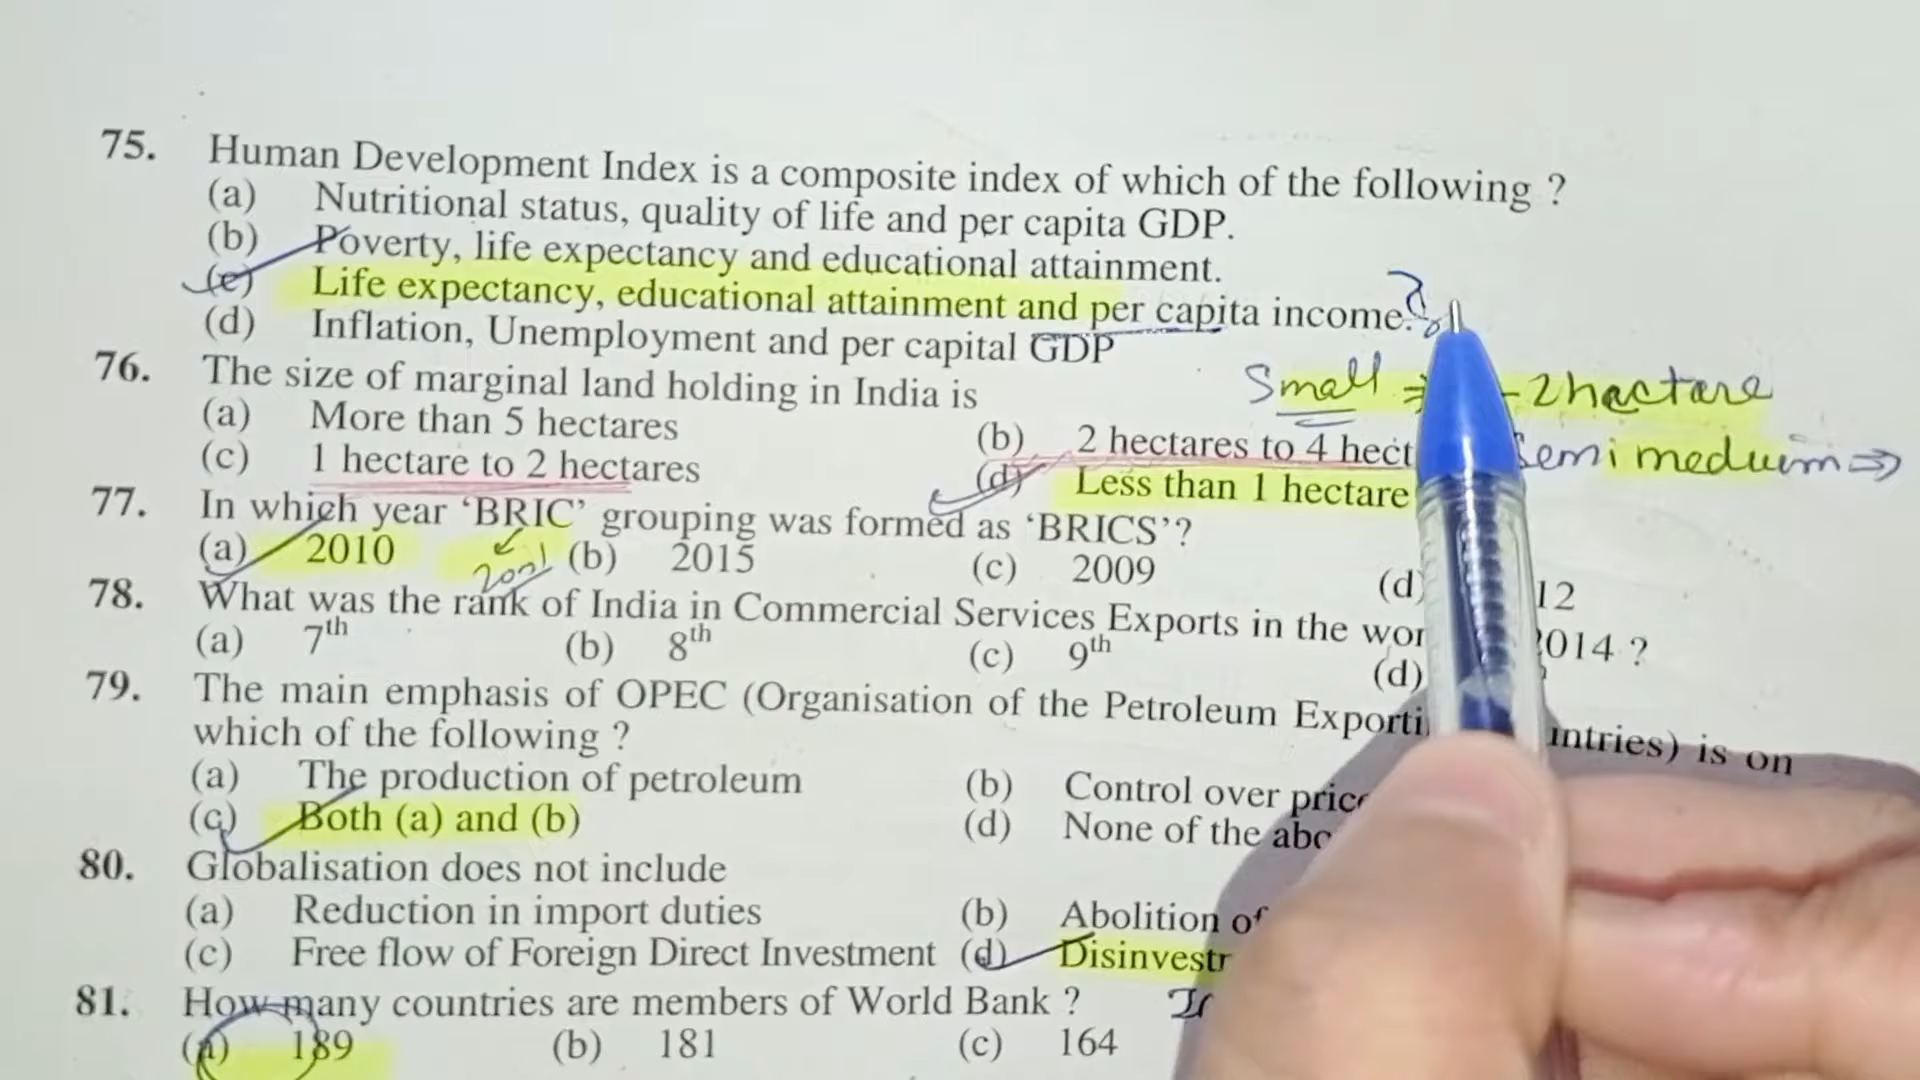 75. Human Development Index is a composite index of which of the following ?
(a) Nutritional status, quality of life and per capita GDP.
(b) Poverty, life expectancy and educational attainment.
(c) Life expectancy, educational attainment and per capita income.
(d) Inflation, Unemployment and per capital GDP
Small ⇒ -2 hectare
76. The size of marginal land holding in India is
(a) More than 5 hectares (b) 2 hectares to 4 hect Semi medium ⇒
(c) 1 hectare to 2 hectares (d) Less than 1 hectare
77. In which year ‘BRIC’ grouping was formed as ‘BRICS’?
(a) 2010 2001 (b) 2015 (c) 2009 (d) 12
78. What was the rank of India in Commercial Services Exports in the wor 2014 ?
(a) 7th (b) 8th (c) 9th (d)
79. The main emphasis of OPEC (Organisation of the Petroleum Exporti untries) is on
which of the following ?
(a) The production of petroleum (b) Control over price
(c) Both (a) and (b) (d) None of the abo
80. Globalisation does not include
(a) Reduction in import duties (b) Abolition of
(c) Free flow of Foreign Direct Investment (d) Disinvestr
81. How many countries are members of World Bank ?
(a) 189 (b) 181 (c) 164